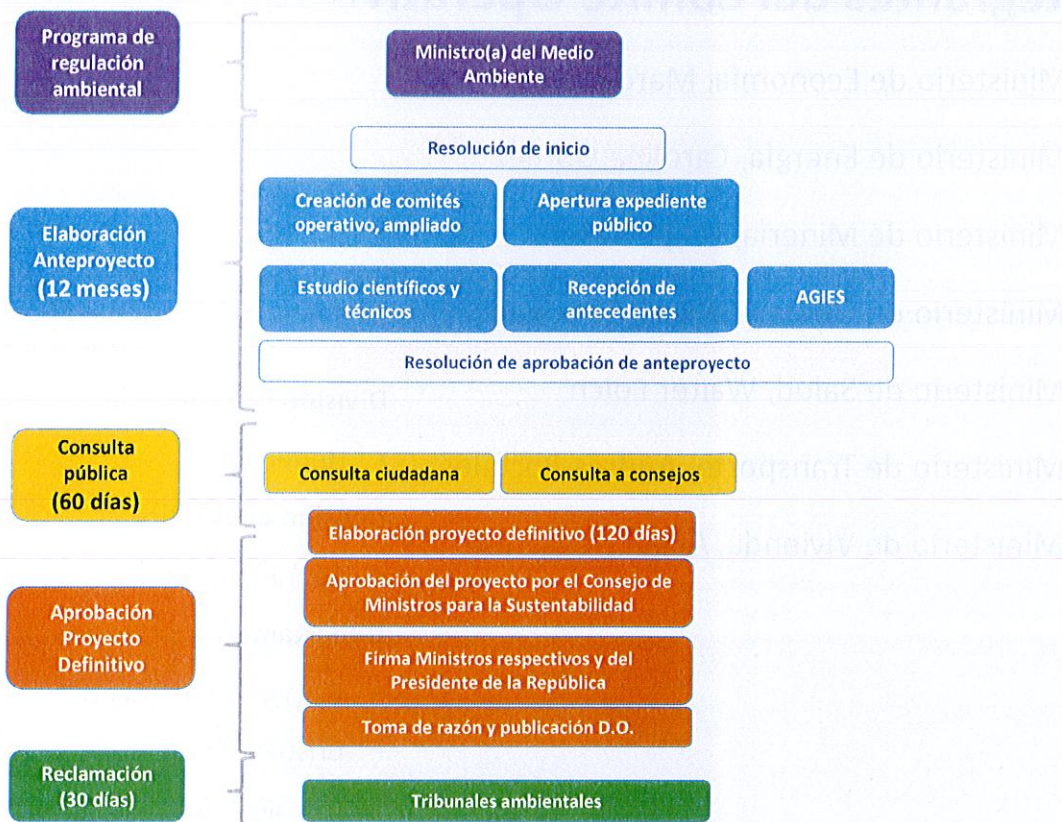 Programa de
regulación
ambiental
Ministro(a) del Medio
Ambiente
Elaboración
Anteproyecto
(12 meses)
Resolución de inicio
Creación de comités
operativo, ampliado
Apertura expediente
público
Estudio científicos y
técnicos
Recepción de
antecedentes
AGIES
Resolución de aprobación de anteproyecto
Consulta
pública
(60 días)
Consulta ciudadana
Consulta a consejos
Aprobación
Proyecto
Definitivo
Elaboración proyecto definitivo (120 días)
Aprobación del proyecto por el Consejo de
Ministros para la Sustentabilidad
Firma Ministros respectivos y del
Presidente de la República
Toma de razón y publicación D.O.
Reclamación
(30 días)
Tribunales ambientales
Ministerio de Economía,
Ministerio de Energía,
Ministerio de Minería
Ministerio
Ministerio de Salud,
Ministerio de Transporte
Ministerio de Vivienda